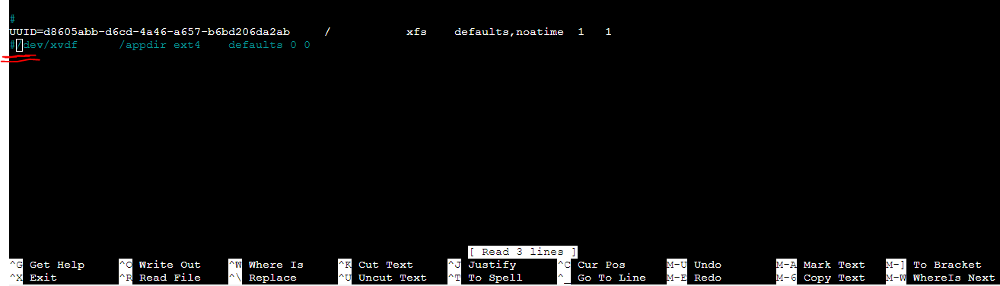 #
UUID=d8605abb-d6cd-4a46-a657-b6bd206da2ab     /           xfs    defaults,noatime  1   1
#/dev/xvdf      /appdir ext4    defaults 0 0
[ Read 3 lines ]
^G Get Help     ^O Write Out    ^W Where Is     ^K Cut Text     ^J Justify      ^C Cur Pos      M-U Undo        M-A Mark Text   M-] To Bracket
^X Exit         ^R Read File    ^\ Replace      ^U Uncut Text   ^T To Spell     ^_ Go To Line   M-E Redo        M-6 Copy Text   M-W WhereIs Next